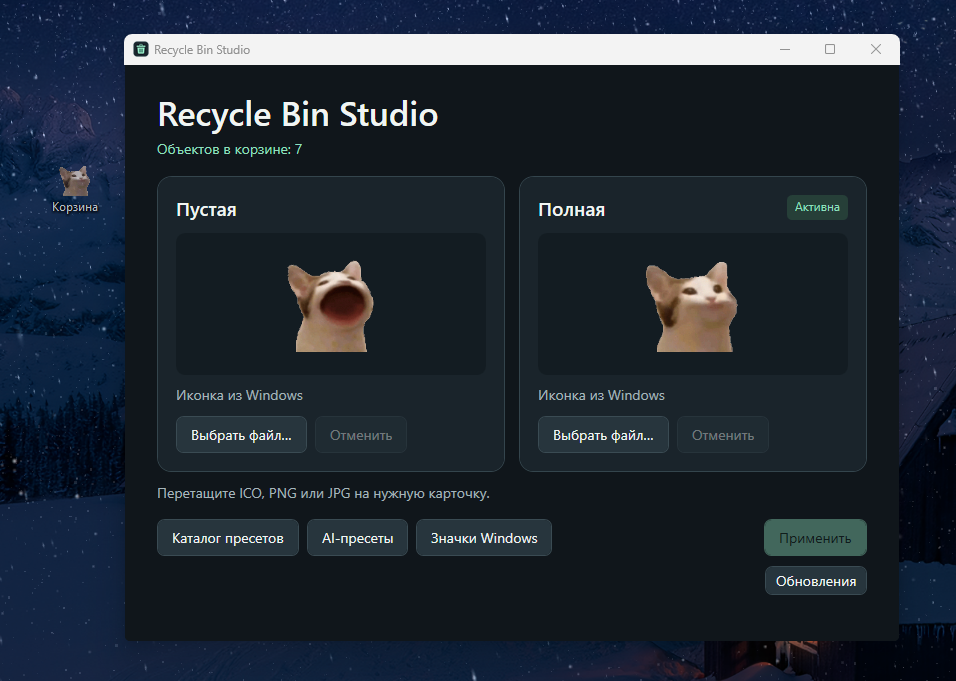 Recycle Bin Studio
Recycle Bin Studio
Объектов в корзине: 7
Корзина
Пустая
Полная
Активна
Иконка из Windows
Иконка из Windows
Выбрать файл...
Отменить
Выбрать файл...
Отменить
Перетащите ICO, PNG или JPG на нужную карточку.
Каталог пресетов
AI-пресеты
Значки Windows
Применить
Обновления